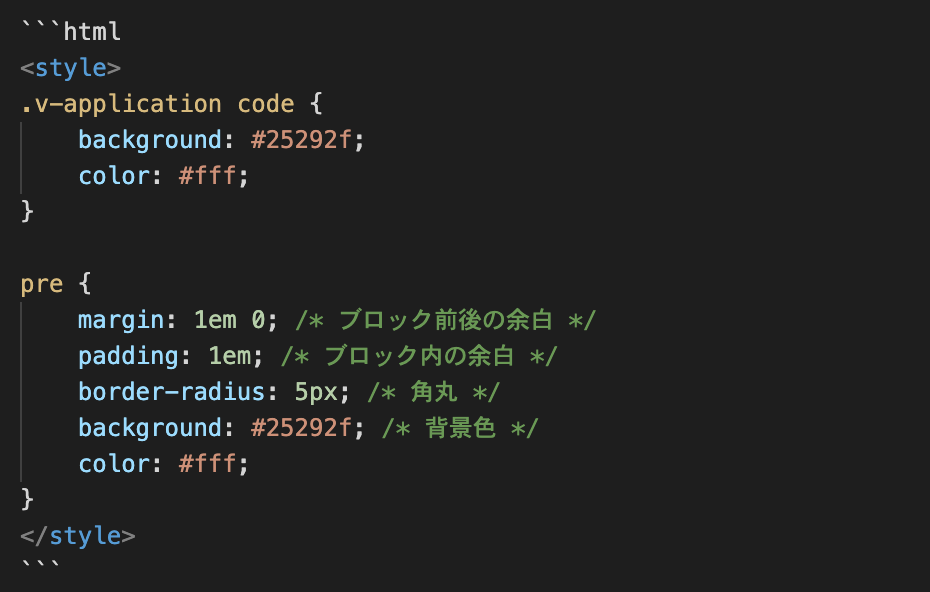 ```html
<style>
.v-application code {
    background: #25292f;
    color: #fff;
}

pre {
    margin: 1em 0; /* ブロック前後の余白 */
    padding: 1em; /* ブロック内の余白 */
    border-radius: 5px; /* 角丸 */
    background: #25292f; /* 背景色 */
    color: #fff;
}
</style>
```